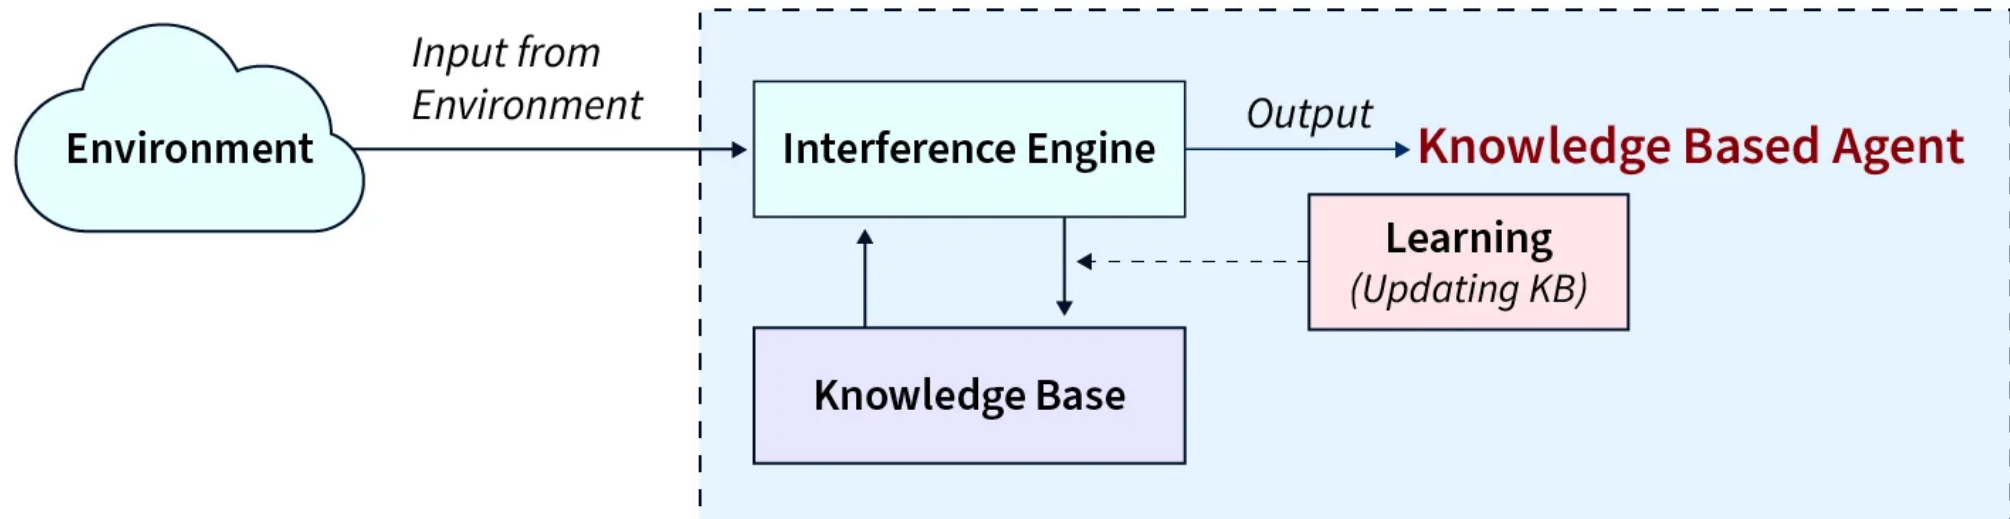 Input from
Environment
Environment
Interference Engine
Output
Knowledge Based Agent
Learning
(Updating KB)
Knowledge Base